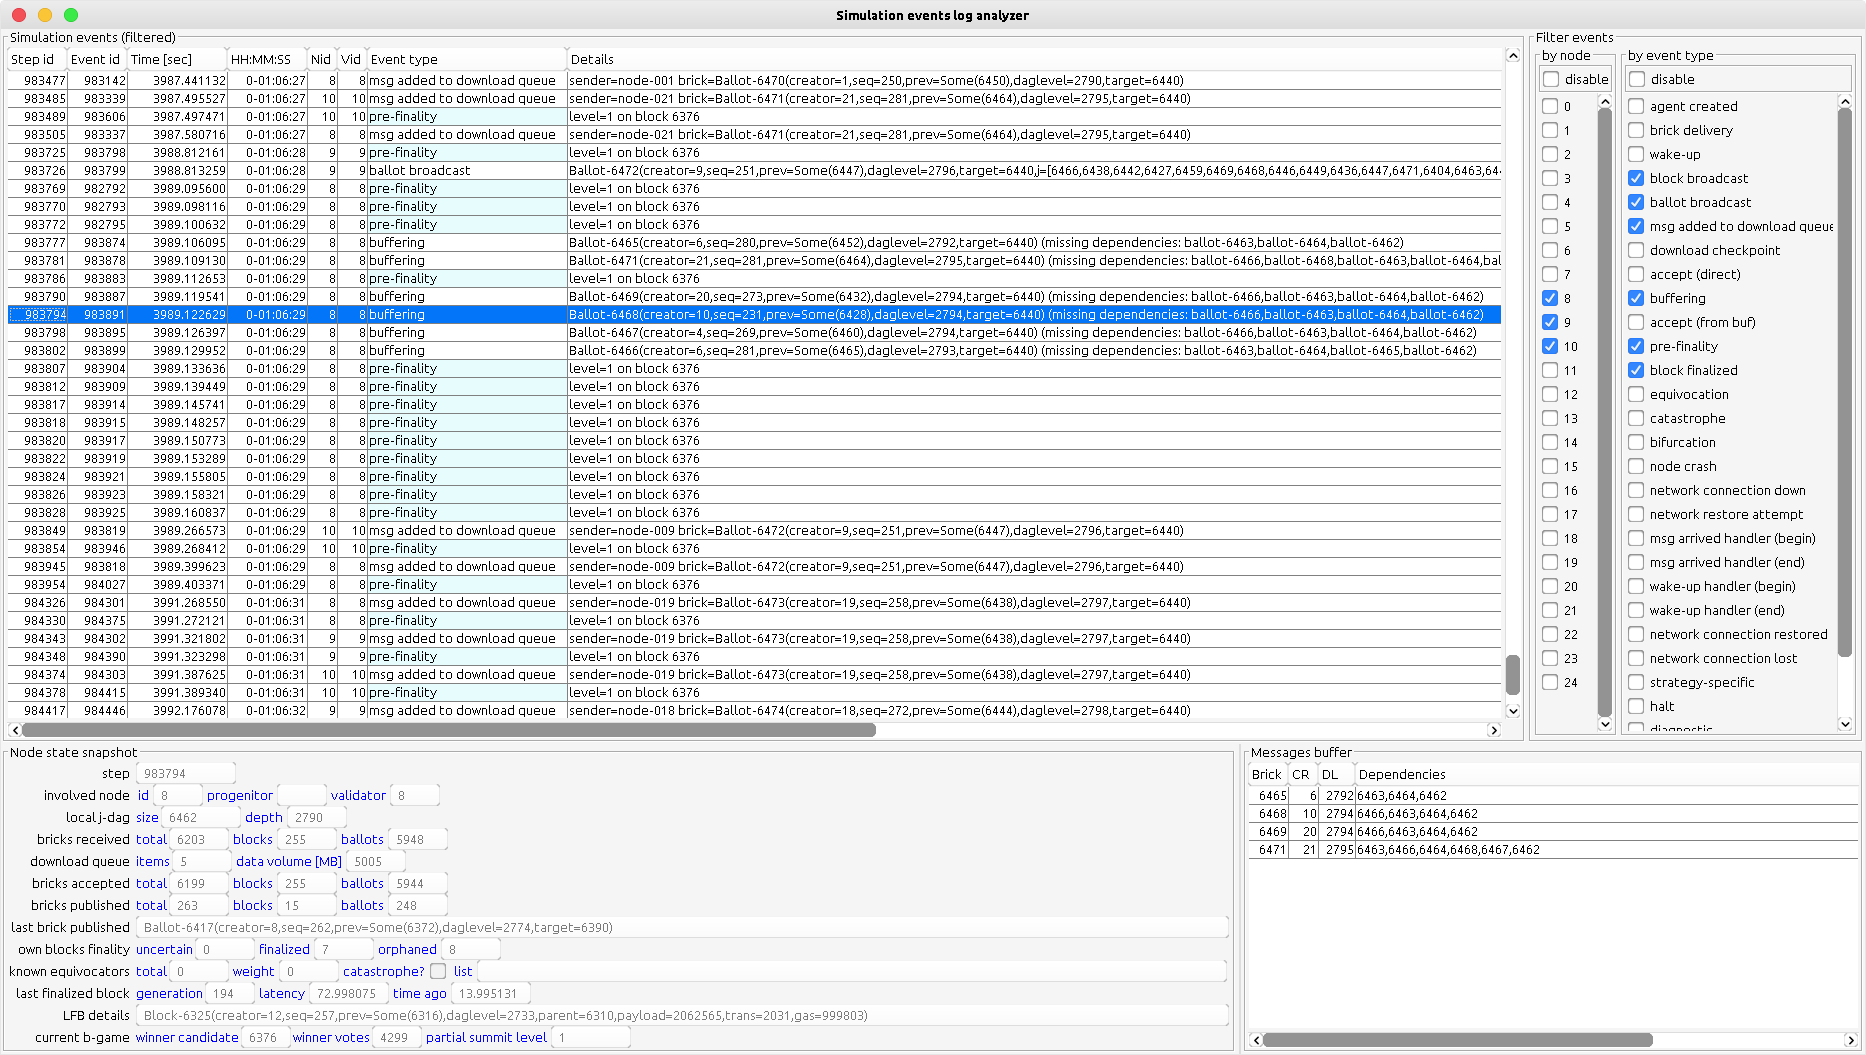 Simulation events log analyzer
Simulation events (filtered)
Step id Event id Time [sec] HH:MM:SS Nid Vid Event type Details
983477 983142 3987.441132 0-01:06:27 8 8 msg added to download queue sender=node-001 brick=Ballot-6470(creator=1,seq=250,prev=Some(6450),daglevel=2790,target=6440)
983485 983339 3987.495527 0-01:06:27 10 10 msg added to download queue sender=node-021 brick=Ballot-6471(creator=21,seq=281,prev=Some(6464),daglevel=2795,target=6440)
983489 983606 3987.497471 0-01:06:27 10 10 pre-finality level=1 on block 6376
983505 983337 3987.580716 0-01:06:27 8 8 msg added to download queue sender=node-021 brick=Ballot-6471(creator=21,seq=281,prev=Some(6464),daglevel=2795,target=6440)
983725 983798 3988.812161 0-01:06:28 9 9 pre-finality level=1 on block 6376
983726 983799 3988.813259 0-01:06:28 9 9 ballot broadcast Ballot-6472(creator=9,seq=251,prev=Some(6447),daglevel=2796,target=6440,j=[6466,6438,6442,6427,6459,6469,6468,6446,6449,6436,6447,6471,6404,6463,64
983769 982792 3989.095600 0-01:06:29 8 8 pre-finality level=1 on block 6376
983770 982793 3989.098116 0-01:06:29 8 8 pre-finality level=1 on block 6376
983772 982795 3989.100632 0-01:06:29 8 8 pre-finality level=1 on block 6376
983777 983874 3989.106095 0-01:06:29 8 8 buffering Ballot-6465(creator=6,seq=280,prev=Some(6452),daglevel=2792,target=6440) (missing dependencies: ballot-6463,ballot-6464,ballot-6462)
983781 983878 3989.109130 0-01:06:29 8 8 buffering Ballot-6471(creator=21,seq=281,prev=Some(6464),daglevel=2795,target=6440) (missing dependencies: ballot-6466,ballot-6468,ballot-6463,ballot-6464,bal
983786 983883 3989.112653 0-01:06:29 8 8 pre-finality level=1 on block 6376
983790 983887 3989.119541 0-01:06:29 8 8 buffering Ballot-6469(creator=20,seq=273,prev=Some(6432),daglevel=2794,target=6440) (missing dependencies: ballot-6466,ballot-6463,ballot-6464,ballot-6462)
983794 983891 3989.122629 0-01:06:29 8 8 buffering Ballot-6468(creator=10,seq=231,prev=Some(6428),daglevel=2794,target=6440) (missing dependencies: ballot-6466,ballot-6463,ballot-6464,ballot-6462)
983798 983895 3989.126397 0-01:06:29 8 8 buffering Ballot-6467(creator=4,seq=269,prev=Some(6460),daglevel=2794,target=6440) (missing dependencies: ballot-6466,ballot-6463,ballot-6464,ballot-6462)
983802 983899 3989.129952 0-01:06:29 8 8 buffering Ballot-6466(creator=6,seq=281,prev=Some(6465),daglevel=2793,target=6440) (missing dependencies: ballot-6463,ballot-6464,ballot-6465,ballot-6462)
983807 983904 3989.133636 0-01:06:29 8 8 pre-finality level=1 on block 6376
983812 983909 3989.139449 0-01:06:29 8 8 pre-finality level=1 on block 6376
983817 983914 3989.145741 0-01:06:29 8 8 pre-finality level=1 on block 6376
983818 983915 3989.148257 0-01:06:29 8 8 pre-finality level=1 on block 6376
983820 983917 3989.150773 0-01:06:29 8 8 pre-finality level=1 on block 6376
983822 983919 3989.153289 0-01:06:29 8 8 pre-finality level=1 on block 6376
983824 983921 3989.155805 0-01:06:29 8 8 pre-finality level=1 on block 6376
983826 983923 3989.158321 0-01:06:29 8 8 pre-finality level=1 on block 6376
983828 983925 3989.160837 0-01:06:29 8 8 pre-finality level=1 on block 6376
983849 983819 3989.266573 0-01:06:29 10 10 msg added to download queue sender=node-009 brick=Ballot-6472(creator=9,seq=251,prev=Some(6447),daglevel=2796,target=6440)
983854 983946 3989.268412 0-01:06:29 10 10 pre-finality level=1 on block 6376
983945 983818 3989.399623 0-01:06:29 8 8 msg added to download queue sender=node-009 brick=Ballot-6472(creator=9,seq=251,prev=Some(6447),daglevel=2796,target=6440)
983954 984027 3989.403371 0-01:06:29 8 8 pre-finality level=1 on block 6376
984326 984301 3991.268550 0-01:06:31 8 8 msg added to download queue sender=node-019 brick=Ballot-6473(creator=19,seq=258,prev=Some(6438),daglevel=2797,target=6440)
984330 984375 3991.272121 0-01:06:31 8 8 pre-finality level=1 on block 6376
984343 984302 3991.321802 0-01:06:31 9 9 msg added to download queue sender=node-019 brick=Ballot-6473(creator=19,seq=258,prev=Some(6438),daglevel=2797,target=6440)
984348 984390 3991.323298 0-01:06:31 9 9 pre-finality level=1 on block 6376
984374 984303 3991.387625 0-01:06:31 10 10 msg added to download queue sender=node-019 brick=Ballot-6473(creator=19,seq=258,prev=Some(6438),daglevel=2797,target=6440)
984378 984415 3991.389340 0-01:06:31 10 10 pre-finality level=1 on block 6376
984417 984446 3992.176078 0-01:06:32 9 9 msg added to download queue sender=node-018 brick=Ballot-6474(creator=18,seq=272,prev=Some(6444),daglevel=2798,target=6440)
Filter events
by node
disable
0
1
2
3
4
5
6
7
8
9
10
11
12
13
14
15
16
17
18
19
20
21
22
23
24
by event type
disable
agent created
brick delivery
wake-up
block broadcast
ballot broadcast
msg added to download queue
download checkpoint
accept (direct)
buffering
accept (from buf)
pre-finality
block finalized
equivocation
catastrophe
bifurcation
node crash
network connection down
network restore attempt
msg arrived handler (begin)
msg arrived handler (end)
wake-up handler (begin)
wake-up handler (end)
network connection restored
network connection lost
strategy-specific
halt
diagnostic
Node state snapshot
step 983794
involved node id 8 progenitor validator 8
local j-dag size 6462 depth 2790
bricks received total 6203 blocks 255 ballots 5948
download queue items 5 data volume [MB] 5005
bricks accepted total 6199 blocks 255 ballots 5944
bricks published total 263 blocks 15 ballots 248
last brick published Ballot-6417(creator=8,seq=262,prev=Some(6372),daglevel=2774,target=6390)
own blocks finality uncertain 0 finalized 7 orphaned 8
known equivocators total 0 weight 0 catastrophe? list
last finalized block generation 194 latency 72.998075 time ago 13.995131
LFB details Block-6325(creator=12,seq=257,prev=Some(6316),daglevel=2733,parent=6310,payload=2062565,trans=2031,gas=999803)
current b-game winner candidate 6376 winner votes 4299 partial summit level 1
Messages buffer
Brick CR DL Dependencies
6465 6 2792 6463,6464,6462
6468 10 2794 6466,6463,6464,6462
6469 20 2794 6466,6463,6464,6462
6471 21 2795 6463,6466,6464,6468,6467,6462